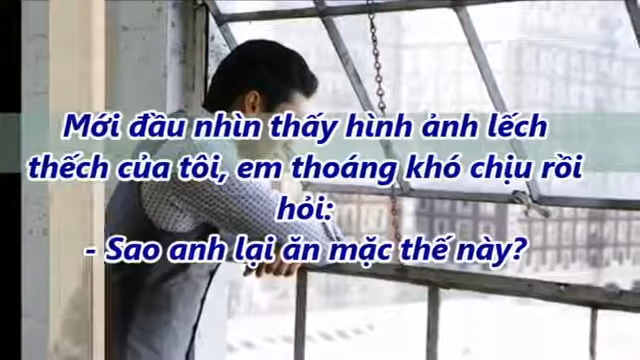 Mới đầu nhìn thấy hình ảnh lếch
thếch của tôi, em thoáng khó chịu rồi
hỏi:
- Sao anh lại ăn mặc thế này?